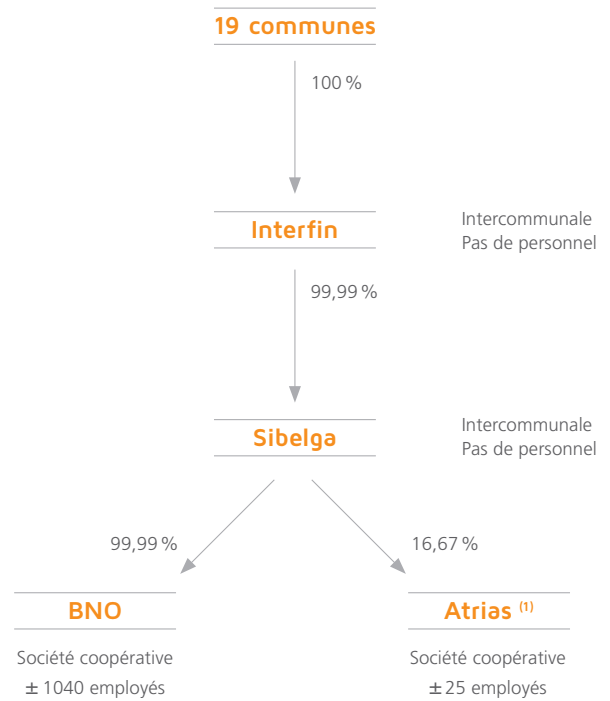 19 communes
100 %
Interfin
Intercommunale
Pas de personnel
99,99 %
Sibelga
Intercommunale
Pas de personnel
99,99 %
16,67 %
BNO
Atrias (1)
Société coopérative
± 1040 employés
Société coopérative
± 25 employés